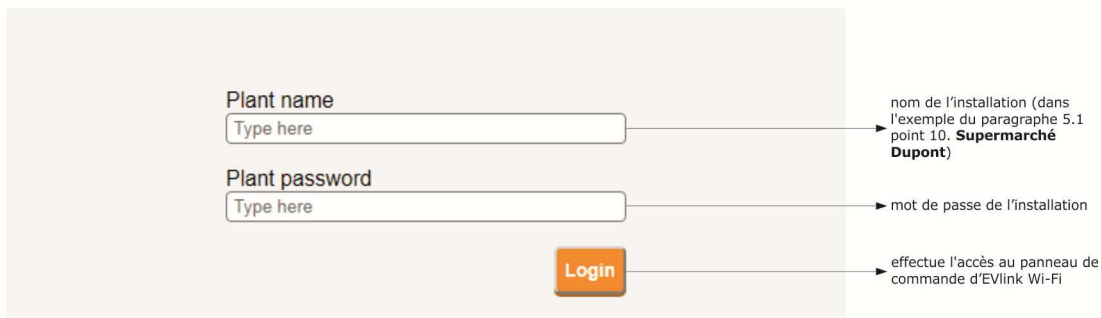 Plant name
Type here
nom de l’installation (dans
l'exemple du paragraphe 5.1
point 10. Supermarché
Dupont)
Plant password
Type here
mot de passe de l’installation
Login
effectue l'accès au panneau de
commande d’EVlink Wi-Fi